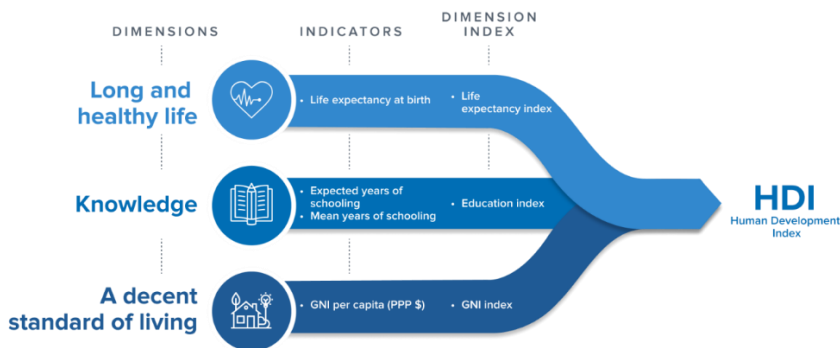 DIMENSIONS
INDICATORS
DIMENSION
INDEX
Long and
healthy life
• Life expectancy at birth
• Life
expectancy index
Knowledge
• Expected years of
schooling
• Mean years of schooling
• Education index
HDI
Human Development
Index
A decent
standard of living
• GNI per capita (PPP $)
• GNI index